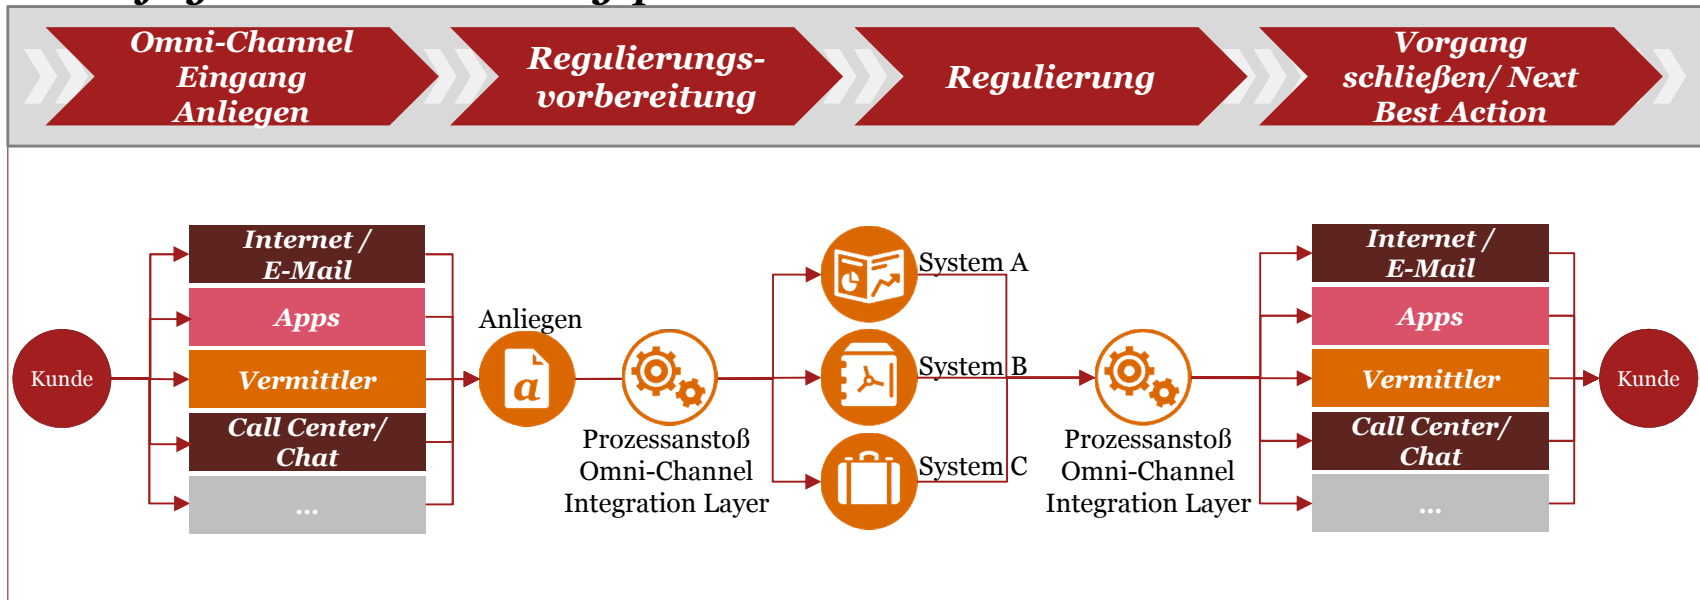 Omni-Channel
Eingang
Anliegen
Regulierungs-
vorbereitung
Regulierung
Vorgang
schließen/ Next
Best Action
Kunde
Internet /
E-Mail
Apps
Vermittler
Call Center/
Chat
...
Anliegen
a
Prozessanstoß
Omni-Channel
Integration Layer
System A
System B
System C
Prozessanstoß
Omni-Channel
Integration Layer
Internet /
E-Mail
Apps
Vermittler
Call Center/
Chat
...
Kunde